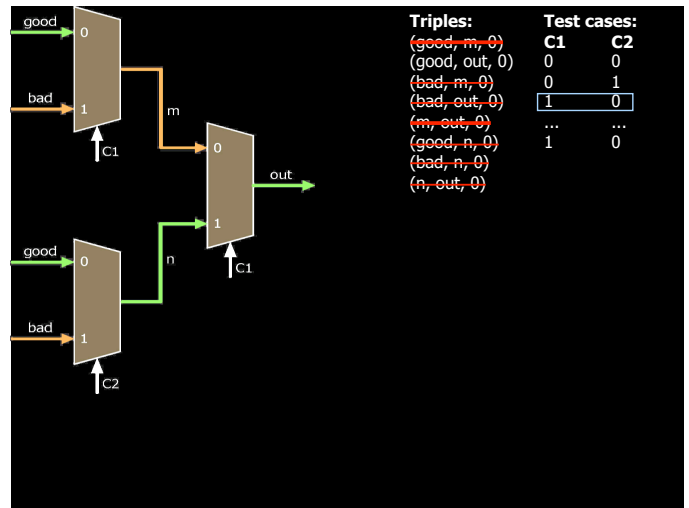 good
0
bad
1
C1
m
0
out
1
C1
good
0
n
bad
1
C2
Triples:
(good, m, 0)
(good, out, 0)
(bad, m, 0)
(bad, out, 0)
(m, out, 0)
(good, n, 0)
(bad, n, 0)
(n, out, 0)
Test cases:
C1 C2
0 0
0 1
1 0
... ...
1 0